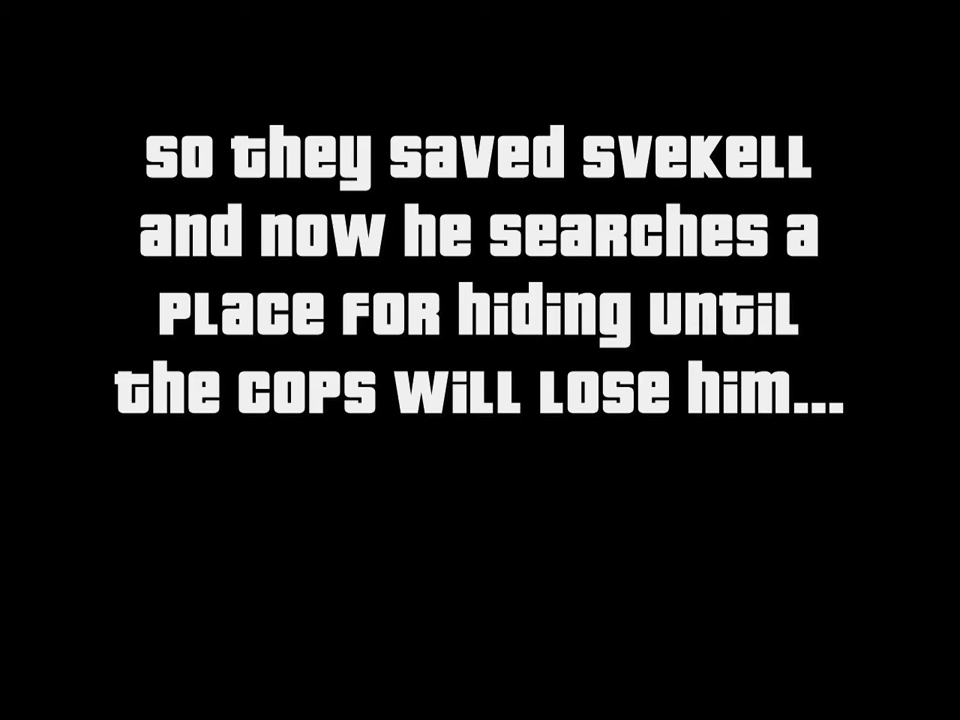 So they saved Svekell
and now he searches a
place for hiding until
the cops will lose him...